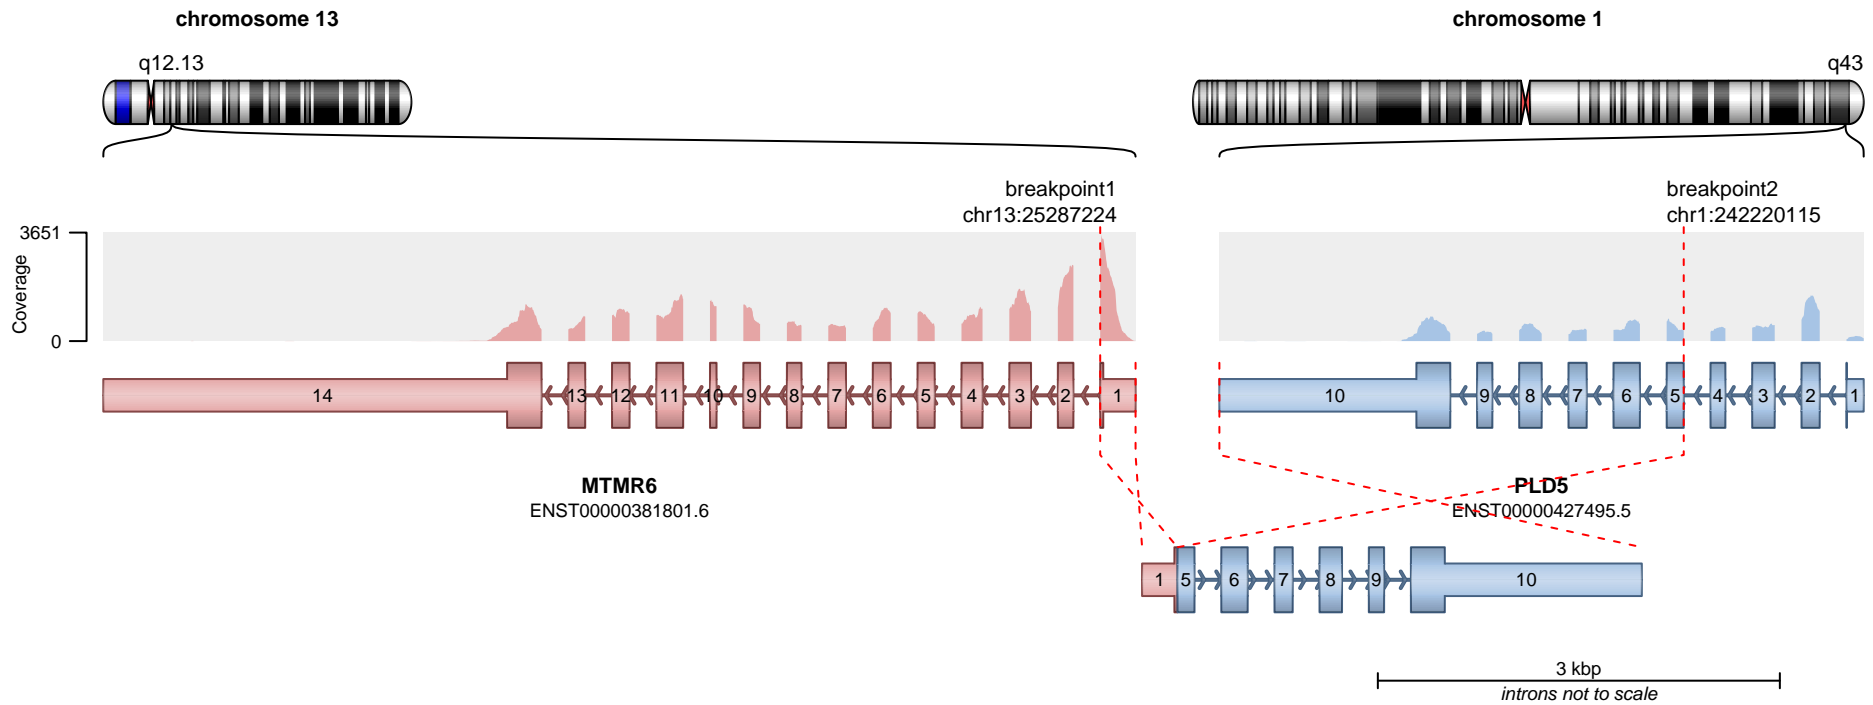 chromosome 13
chromosome 1
q12.13
q43
breakpoint1
chr13:25287224
breakpoint2
chr1:242220115
3651
Coverage
0
14 13 12 11 10 9 8 7 6 5 4 3 2 1
10 9 8 7 6 5 4 3 2 1
MTMR6
ENST00000381801.6
PLD5
ENST00000427495.5
1 5 6 7 8 9 10
3 kbp
introns not to scale